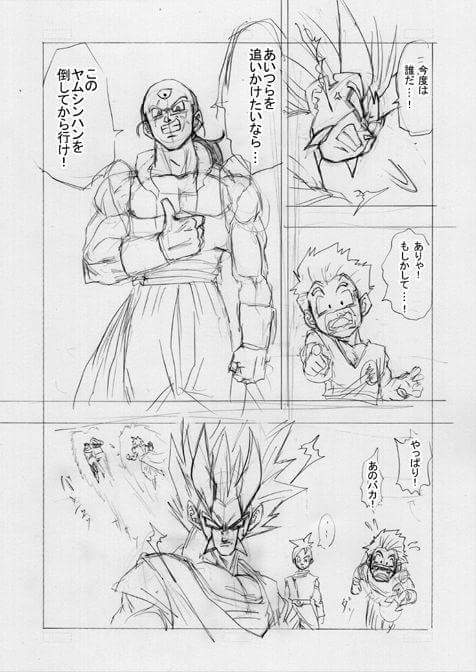 今度は
誰だ…！
ありゃ！
もしかして…！
あいつらを
追いかけたいなら…
この
ヤムシンハンを
倒してから行け！
やっぱり！
あのバカ！
…
ダッ